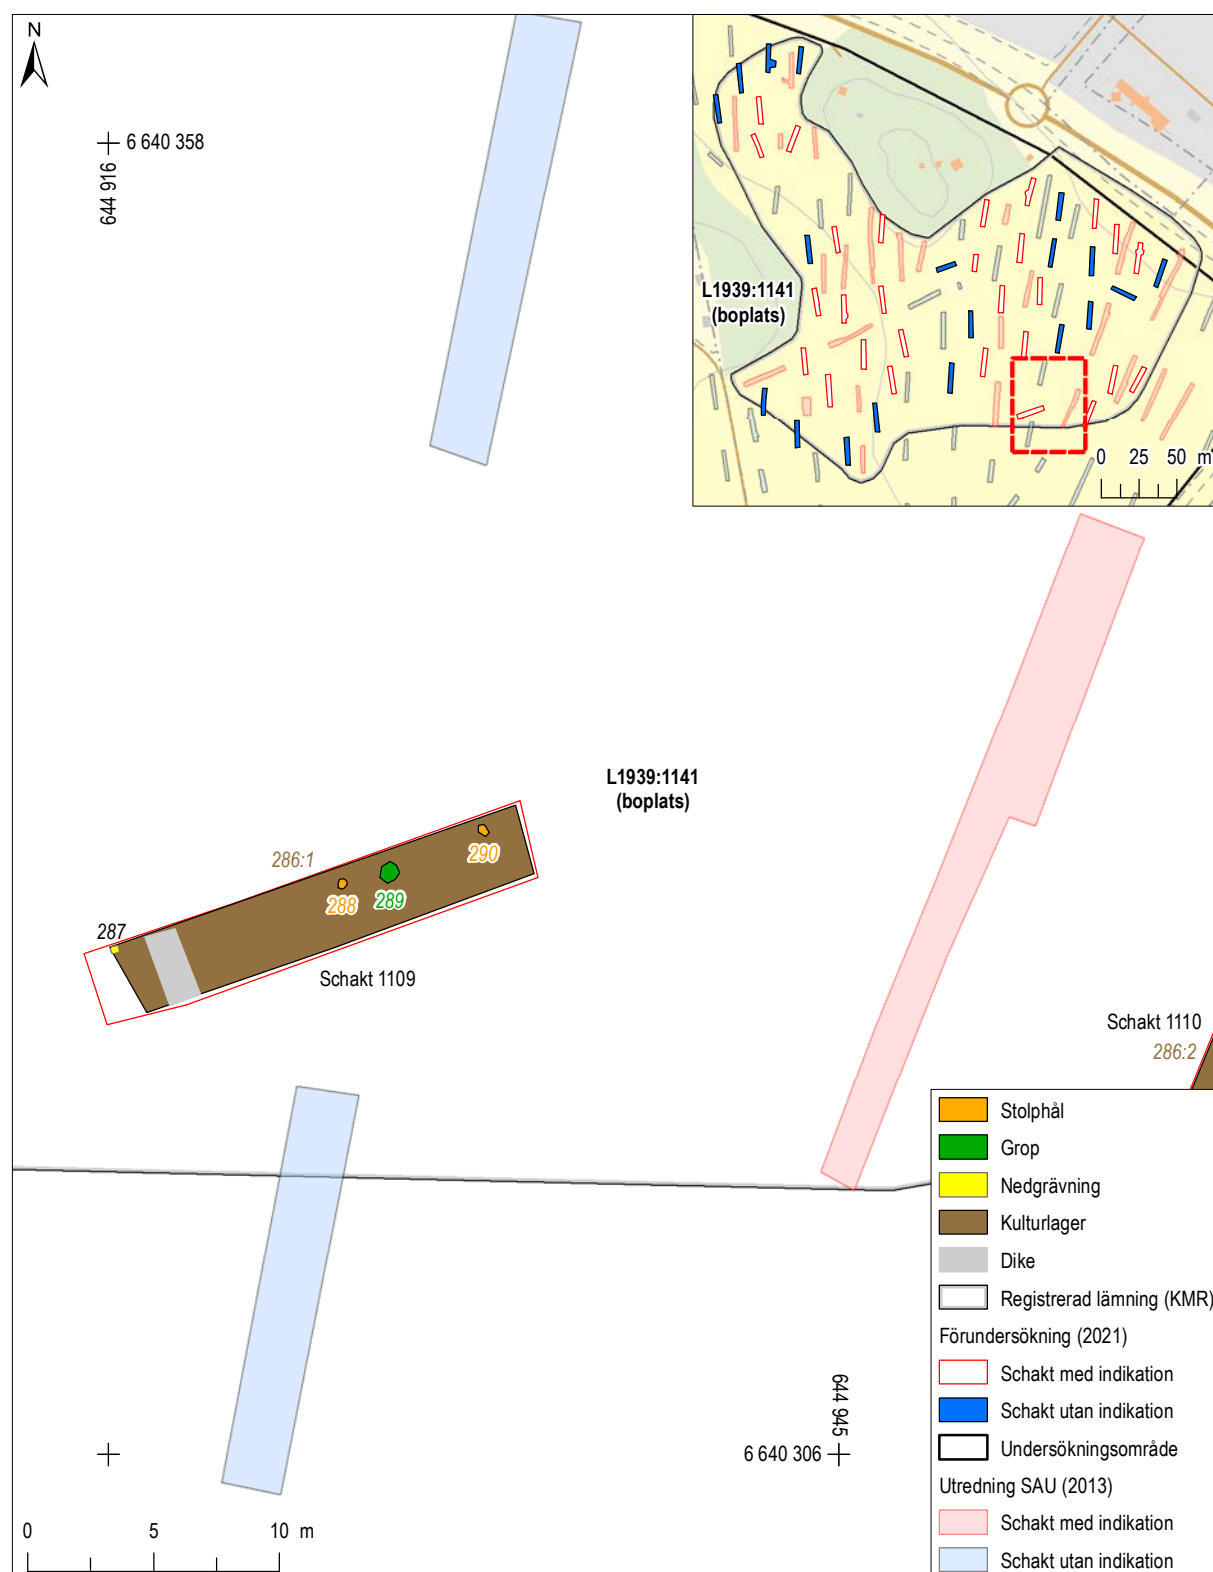 N
6 640 358
644 916
L1939:1141
(boplats)
0 25 50 m
L1939:1141
(boplats)
286:1
290
288
289
287
Schakt 1109
Schakt 1110
286:2
644 945
6 640 306
0 5 10 m
Stolphål
Grop
Nedgrävning
Kulturlager
Dike
Registrerad lämning (KMR)
Förundersökning (2021)
Schakt med indikation
Schakt utan indikation
Undersökningsområde
Utredning SAU (2013)
Schakt med indikation
Schakt utan indikation